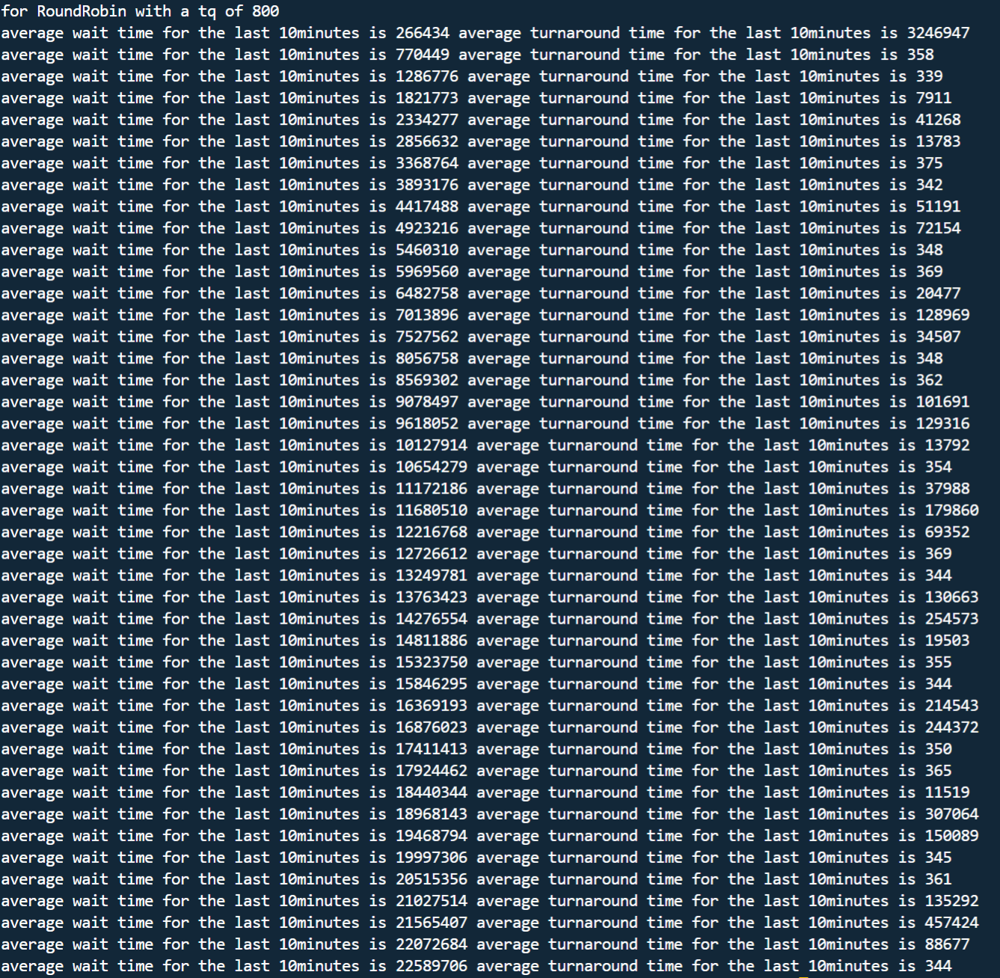 for RoundRobin with a tq of 800
average wait time for the last 10minutes is 266434 average turnaround time for the last 10minutes is 3246947
average wait time for the last 10minutes is 770449 average turnaround time for the last 10minutes is 358
average wait time for the last 10minutes is 1286776 average turnaround time for the last 10minutes is 339
average wait time for the last 10minutes is 1821773 average turnaround time for the last 10minutes is 7911
average wait time for the last 10minutes is 2334277 average turnaround time for the last 10minutes is 41268
average wait time for the last 10minutes is 2856632 average turnaround time for the last 10minutes is 13783
average wait time for the last 10minutes is 3368764 average turnaround time for the last 10minutes is 375
average wait time for the last 10minutes is 3893176 average turnaround time for the last 10minutes is 342
average wait time for the last 10minutes is 4417488 average turnaround time for the last 10minutes is 51191
average wait time for the last 10minutes is 4923216 average turnaround time for the last 10minutes is 72154
average wait time for the last 10minutes is 5460310 average turnaround time for the last 10minutes is 348
average wait time for the last 10minutes is 5969560 average turnaround time for the last 10minutes is 369
average wait time for the last 10minutes is 6482758 average turnaround time for the last 10minutes is 20477
average wait time for the last 10minutes is 7013896 average turnaround time for the last 10minutes is 128969
average wait time for the last 10minutes is 7527562 average turnaround time for the last 10minutes is 34507
average wait time for the last 10minutes is 8056758 average turnaround time for the last 10minutes is 348
average wait time for the last 10minutes is 8569302 average turnaround time for the last 10minutes is 362
average wait time for the last 10minutes is 9078497 average turnaround time for the last 10minutes is 101691
average wait time for the last 10minutes is 9618052 average turnaround time for the last 10minutes is 129316
average wait time for the last 10minutes is 10127914 average turnaround time for the last 10minutes is 13792
average wait time for the last 10minutes is 10654279 average turnaround time for the last 10minutes is 354
average wait time for the last 10minutes is 11172186 average turnaround time for the last 10minutes is 37988
average wait time for the last 10minutes is 11680510 average turnaround time for the last 10minutes is 179860
average wait time for the last 10minutes is 12216768 average turnaround time for the last 10minutes is 69352
average wait time for the last 10minutes is 12726612 average turnaround time for the last 10minutes is 369
average wait time for the last 10minutes is 13249781 average turnaround time for the last 10minutes is 344
average wait time for the last 10minutes is 13763423 average turnaround time for the last 10minutes is 130663
average wait time for the last 10minutes is 14276554 average turnaround time for the last 10minutes is 254573
average wait time for the last 10minutes is 14811886 average turnaround time for the last 10minutes is 19503
average wait time for the last 10minutes is 15323750 average turnaround time for the last 10minutes is 355
average wait time for the last 10minutes is 15846295 average turnaround time for the last 10minutes is 344
average wait time for the last 10minutes is 16369193 average turnaround time for the last 10minutes is 214543
average wait time for the last 10minutes is 16876023 average turnaround time for the last 10minutes is 244372
average wait time for the last 10minutes is 17411413 average turnaround time for the last 10minutes is 350
average wait time for the last 10minutes is 17924462 average turnaround time for the last 10minutes is 365
average wait time for the last 10minutes is 18440344 average turnaround time for the last 10minutes is 11519
average wait time for the last 10minutes is 18968143 average turnaround time for the last 10minutes is 307064
average wait time for the last 10minutes is 19468794 average turnaround time for the last 10minutes is 150089
average wait time for the last 10minutes is 19997306 average turnaround time for the last 10minutes is 345
average wait time for the last 10minutes is 20515356 average turnaround time for the last 10minutes is 361
average wait time for the last 10minutes is 21027514 average turnaround time for the last 10minutes is 135292
average wait time for the last 10minutes is 21565407 average turnaround time for the last 10minutes is 457424
average wait time for the last 10minutes is 22072684 average turnaround time for the last 10minutes is 88677
average wait time for the last 10minutes is 22589706 average turnaround time for the last 10minutes is 344